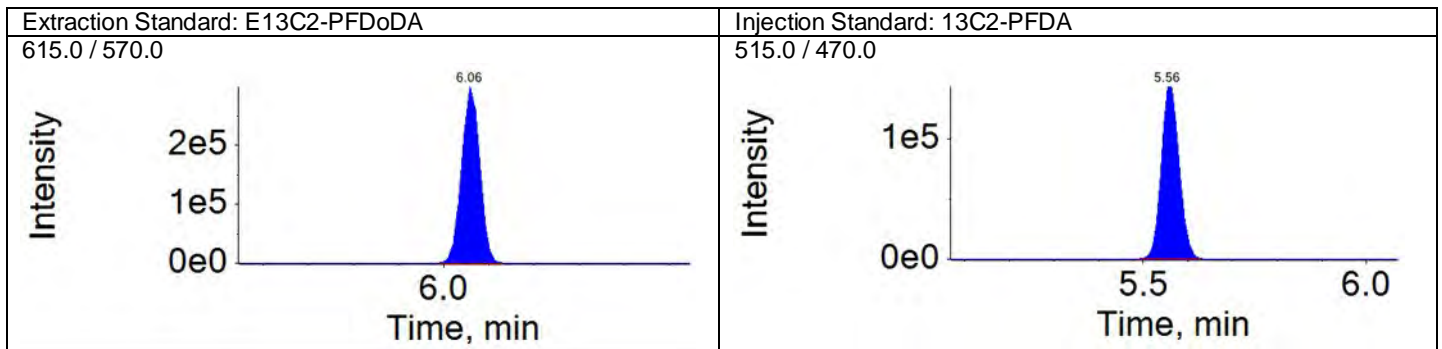 Extraction Standard: E13C2-PFDoDA
615.0 / 570.0
6.06
Intensity
2e5
1e5
0e0
6.0
Time, min
Injection Standard: 13C2-PFDA
515.0 / 470.0
5.56
Intensity
1e5
0e0
5.5 6.0
Time, min